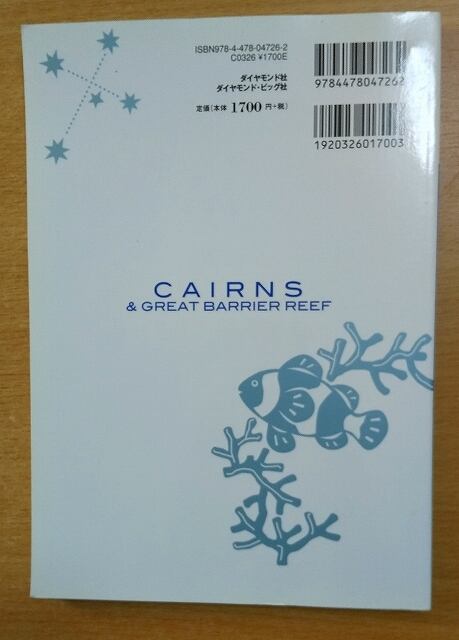 ISBN978-4-478-04726-2
C0326 ¥1700E
ダイヤモンド社
ダイヤモンド・ビッグ社
定価(本体1700円+税)
9784478047262
1920326017003
CAIRNS
& GREAT BARRIER REEF